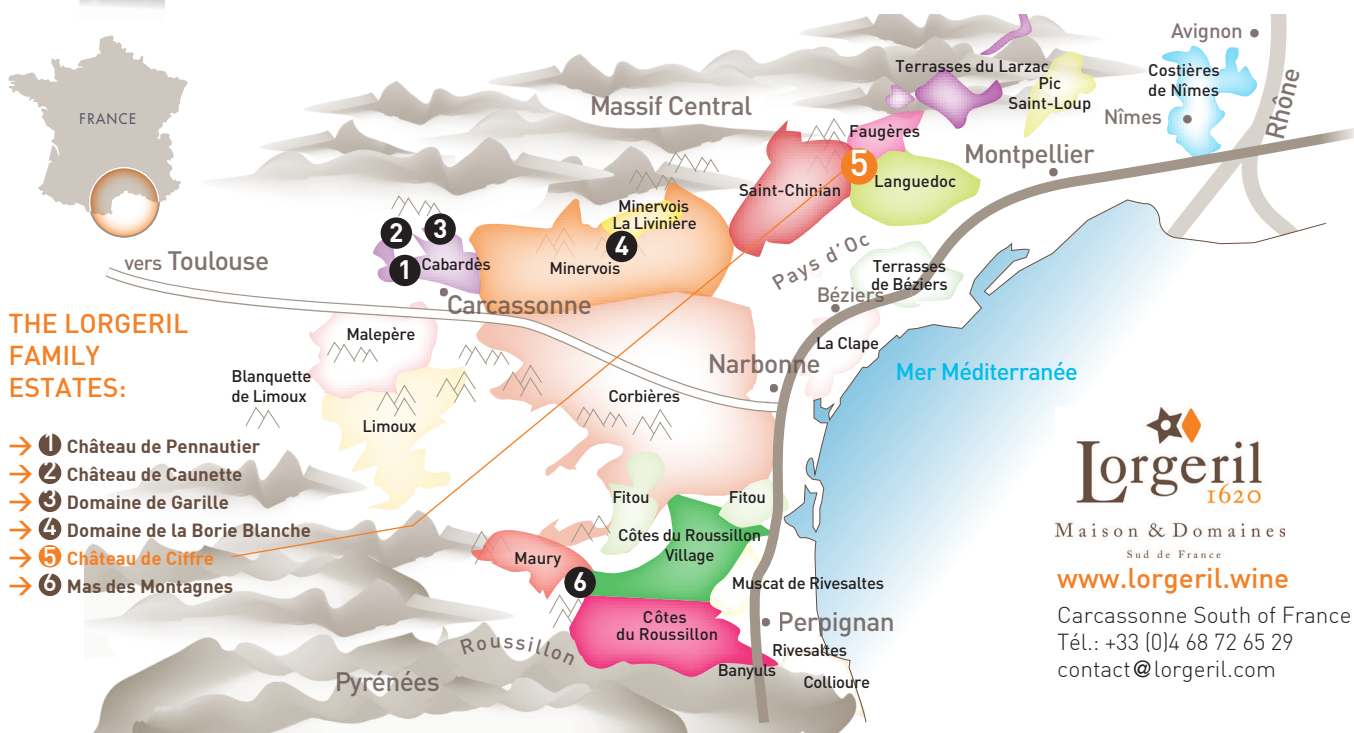 FRANCE
Massif Central
Avignon
Terrasses du Larzac
Pic
Saint-Loup
Costières
de Nîmes
Nîmes
Rhône
Faugères
Montpellier
5
Saint-Chinian
Languedoc
Minervois
La Livinière
2
3
4
1
Cabardès
Minervois
vers Toulouse
Pays d'Oc
Terrasses
de Béziers
Béziers
Carcassonne
THE LORGERIL
FAMILY
ESTATES:
Malepère
La Clape
Narbonne
Mer Méditerranée
Blanquette
de Limoux
Corbières
Limoux
→ 1 Château de Pennautier
→ 2 Château de Caunette
→ 3 Domaine de Garille
→ 4 Domaine de la Borie Blanche
→ 5 Château de Ciffre
→ 6 Mas des Montagnes
Fitou
Fitou
Côtes du Roussillon
Village
Maury
6
Muscat de Rivesaltes
Côtes
du Roussillon
Perpignan
Roussillon
Rivesaltes
Banyuls
Collioure
Pyrénées
Lorgeril
1620
Maison & Domaines
Sud de France
www.lorgeril.wine
Carcassonne South of France
Tél.: +33 (0)4 68 72 65 29
contact@lorgeril.com